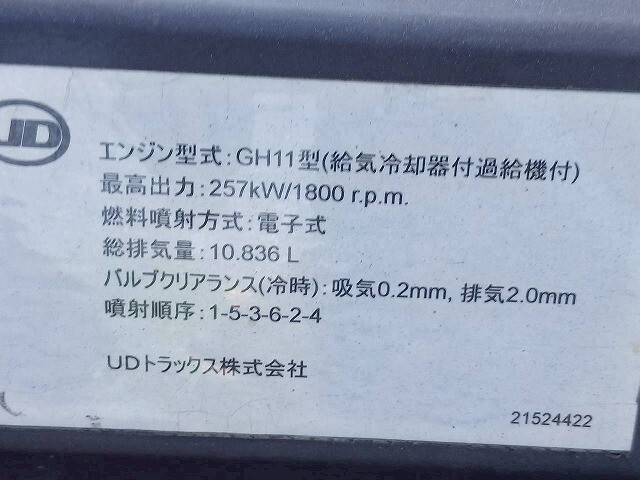 UD
エンジン型式:GH11型(給気冷却器付過給機付)
最高出力:257kW/1800 r.p.m.
燃料噴射方式:電子式
総排気量:10.836 L
バルブクリアランス(冷時):吸気0.2mm, 排気2.0mm
噴射順序:1-5-3-6-2-4
UDトラックス株式会社
21524422